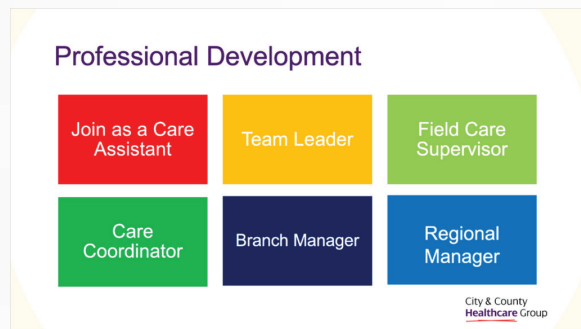 Professional Development
Join as a Care
Assistant
Team Leader
Field Care
Supervisor
Care
Coordinator
Branch Manager
Regional
Manager
City & County
Healthcare Group